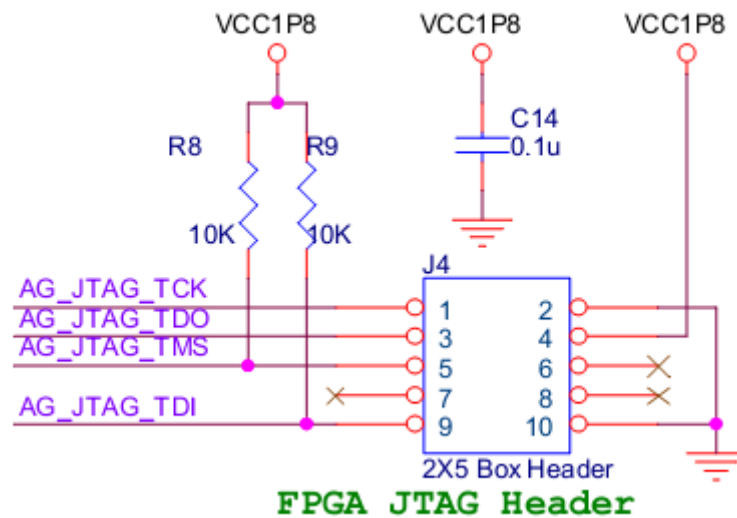 VCC1P8 VCC1P8 VCC1P8
R8 R9
10K 10K
C14
0.1u
J4
AG_JTAG_TCK 1 2
AG_JTAG_TDO 3 4
AG_JTAG_TMS 5 6
7 8
AG_JTAG_TDI 9 10
2X5 Box Header
FPGA JTAG Header